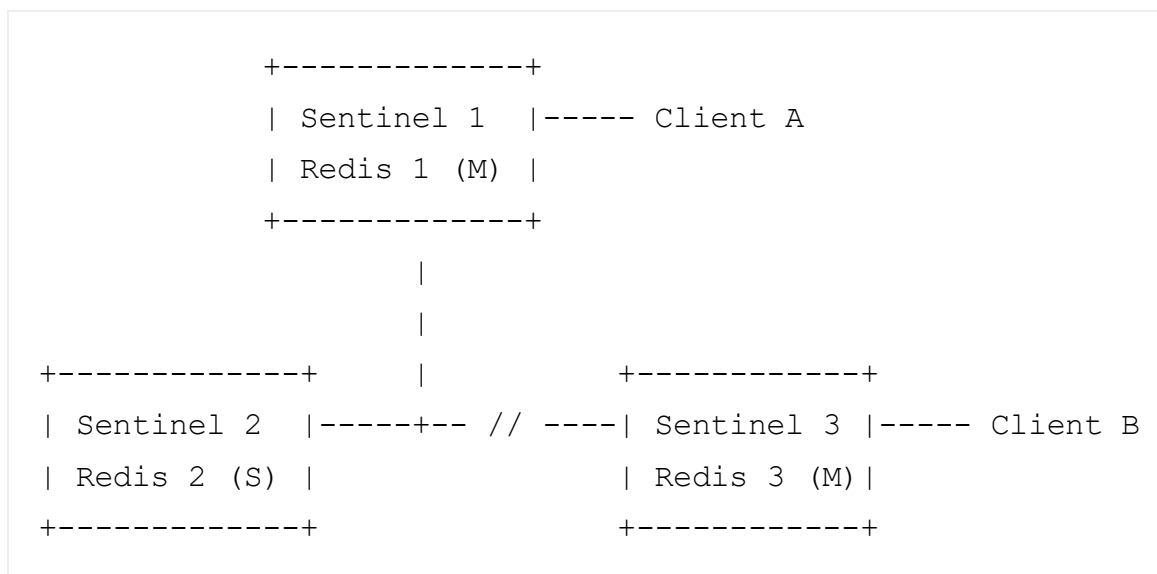 +-------------+
| Sentinel 1  |----- Client A
| Redis 1 (M) |
+-------------+
|
|
+-------------+     |          +------------+
| Sentinel 2  |-----+-- // ----| Sentinel 3 |----- Client B
| Redis 2 (S) |                | Redis 3 (M)|
+-------------+                +------------+